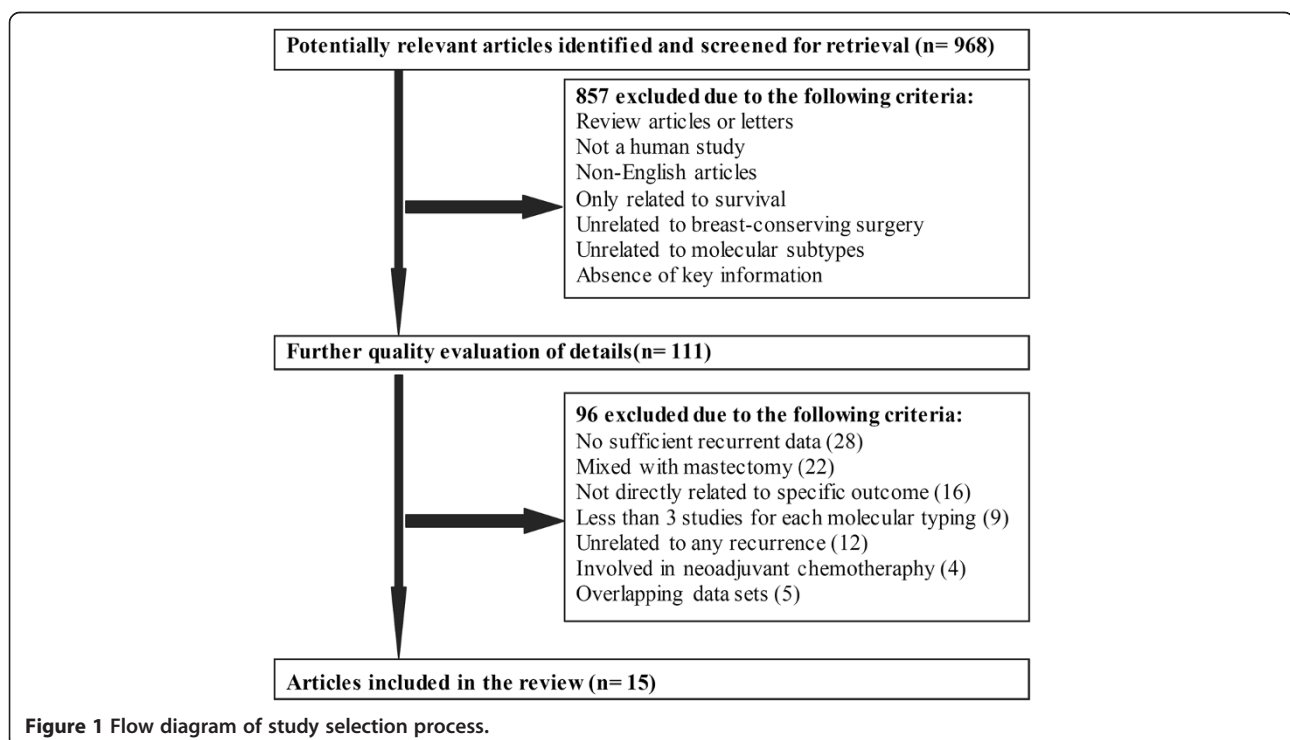 Potentially relevant articles identified and screened for retrieval (n= 968)
857 excluded due to the following criteria:
Review articles or letters
Not a human study
Non-English articles
Only related to survival
Unrelated to breast-conserving surgery
Unrelated to molecular subtypes
Absence of key information
Further quality evaluation of details(n= 111)
96 excluded due to the following criteria:
No sufficient recurrent data (28)
Mixed with mastectomy (22)
Not directly related to specific outcome (16)
Less than 3 studies for each molecular typing (9)
Unrelated to any recurrence (12)
Involved in neoadjuvant chemotheraphy (4)
Overlapping data sets (5)
Articles included in the review (n= 15)
Figure 1 Flow diagram of study selection process.